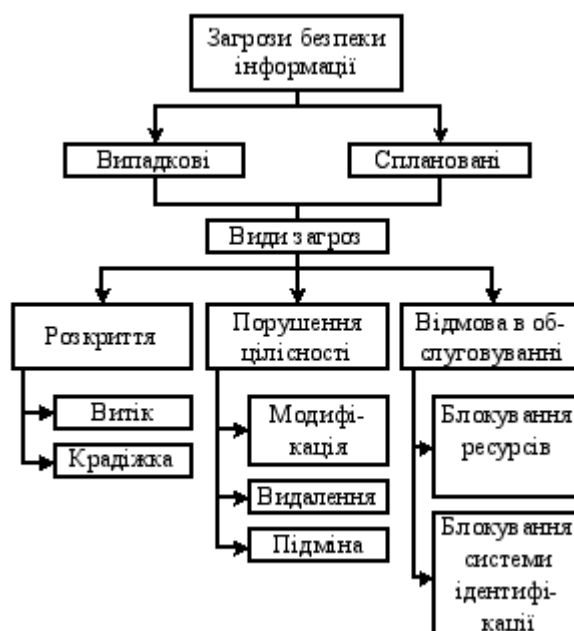 Загрози безпеки
інформації
Випадкові
Сплановані
Види загроз
Розкриття
Порушення
цілісності
Відмова в об-
слуговуванні
Витік
Крадіжка
Модифі-
кація
Видалення
Підміна
Блокування
ресурсів
Блокування
системи
ідентифі-
кації